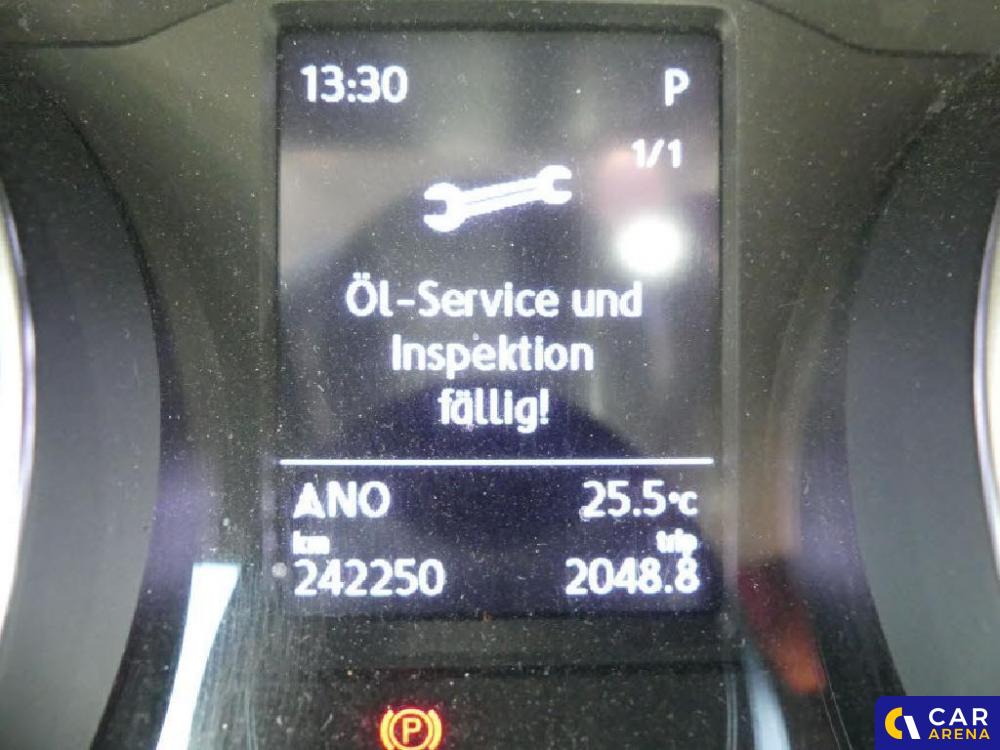 13:30 P
1/1
Öl-Service und
Inspektion
fällig!
ANO 25.5°C
km trip
242250 2048.8
P
CAR
ARENA